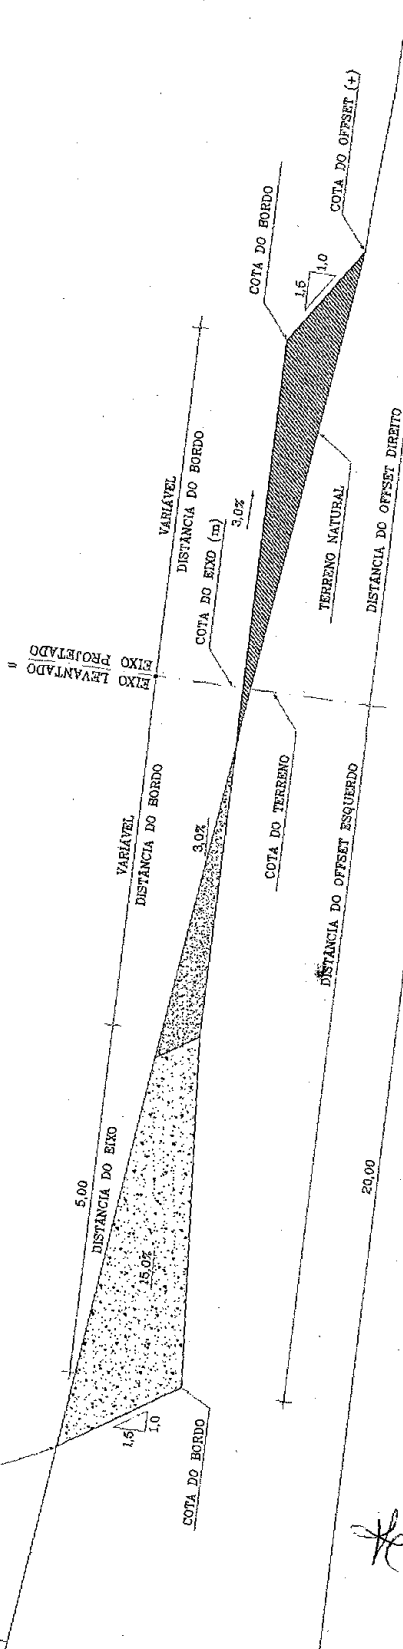 EIXO LEVANTADO =
EIXO PROJETADO
5,00
DISTÂNCIA DO EIXO
VARIÁVEL
DISTÂNCIA DO BORDO
VARIÁVEL
DISTÂNCIA DO BORDO
1,5
1,0
COTA DO BORDO
15,0%
3,0%
COTA DO EIXO (m)
3,0%
COTA DO BORDO
1,5
1,0
COTA DO OFFSET (+)
COTA DO TERRENO
TERRENO NATURAL
DISTÂNCIA DO OFFSET ESQUERDO
DISTÂNCIA DO OFFSET DIREITO
20,00